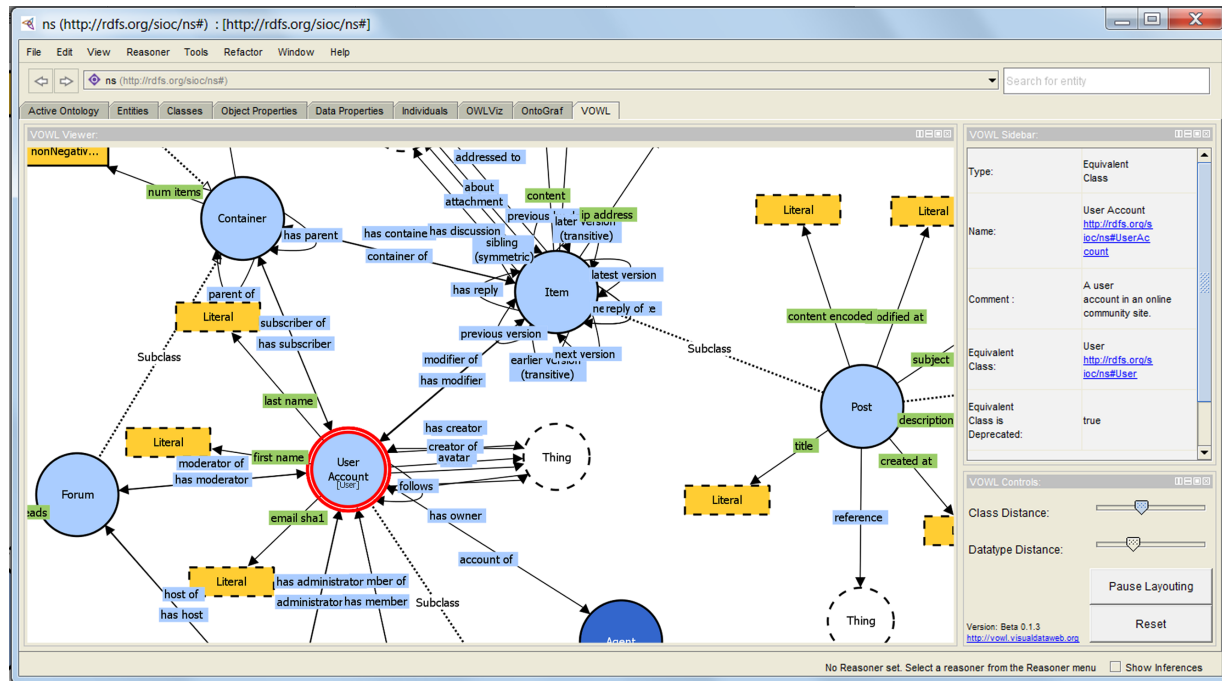 ns (http://rdfs.org/sioc/ns#) : [http://rdfs.org/sioc/ns#]
File Edit View Reasoner Tools Refactor Window Help
ns (http://rdfs.org/sioc/ns#)
Search for entity
Active Ontology Entities Classes Object Properties Data Properties Individuals OWLViz OntoGraf VOWL
VOWL Viewer:
nonNegativ...
num items
Container
has parent
parent of
Literal
subscriber of
has subscriber
Subclass
last name
addressed to
about
attachment
content
previous
ip address
later version
(transitive)
has containe
has discussion
container of
sibling
(symmetric)
latest version
has reply
Item
ne
reply of
e
previous version
next version
earlier version
(transitive)
modifier of
has modifier
Subclass
Literal
Literal
content encoded
odified at
subject
Post
description
title
created at
Literal
reference
Thing
Literal
first name
moderator of
has moderator
Forum
eads
User
Account
[User]
has creator
creator of
avatar
Thing
follows
has owner
email sha1
account of
Literal
has administrator
mber of
administrator
has member
host of
has host
Subclass
Agent
VOWL Sidebar:
Type:
Equivalent
Class
Name:
User Account
http://rdfs.org/s
ioc/ns#UserAc
count
Comment :
A user
account in an online
community site.
Equivalent
Class:
User
http://rdfs.org/s
ioc/ns#User
Equivalent
Class is
Deprecated:
true
VOWL Controls:
Class Distance:
Datatype Distance:
Pause Layouting
Reset
Version: Beta 0.1.3
http://vowl.visualdataweb.org
No Reasoner set. Select a reasoner from the Reasoner menu
Show Inferences